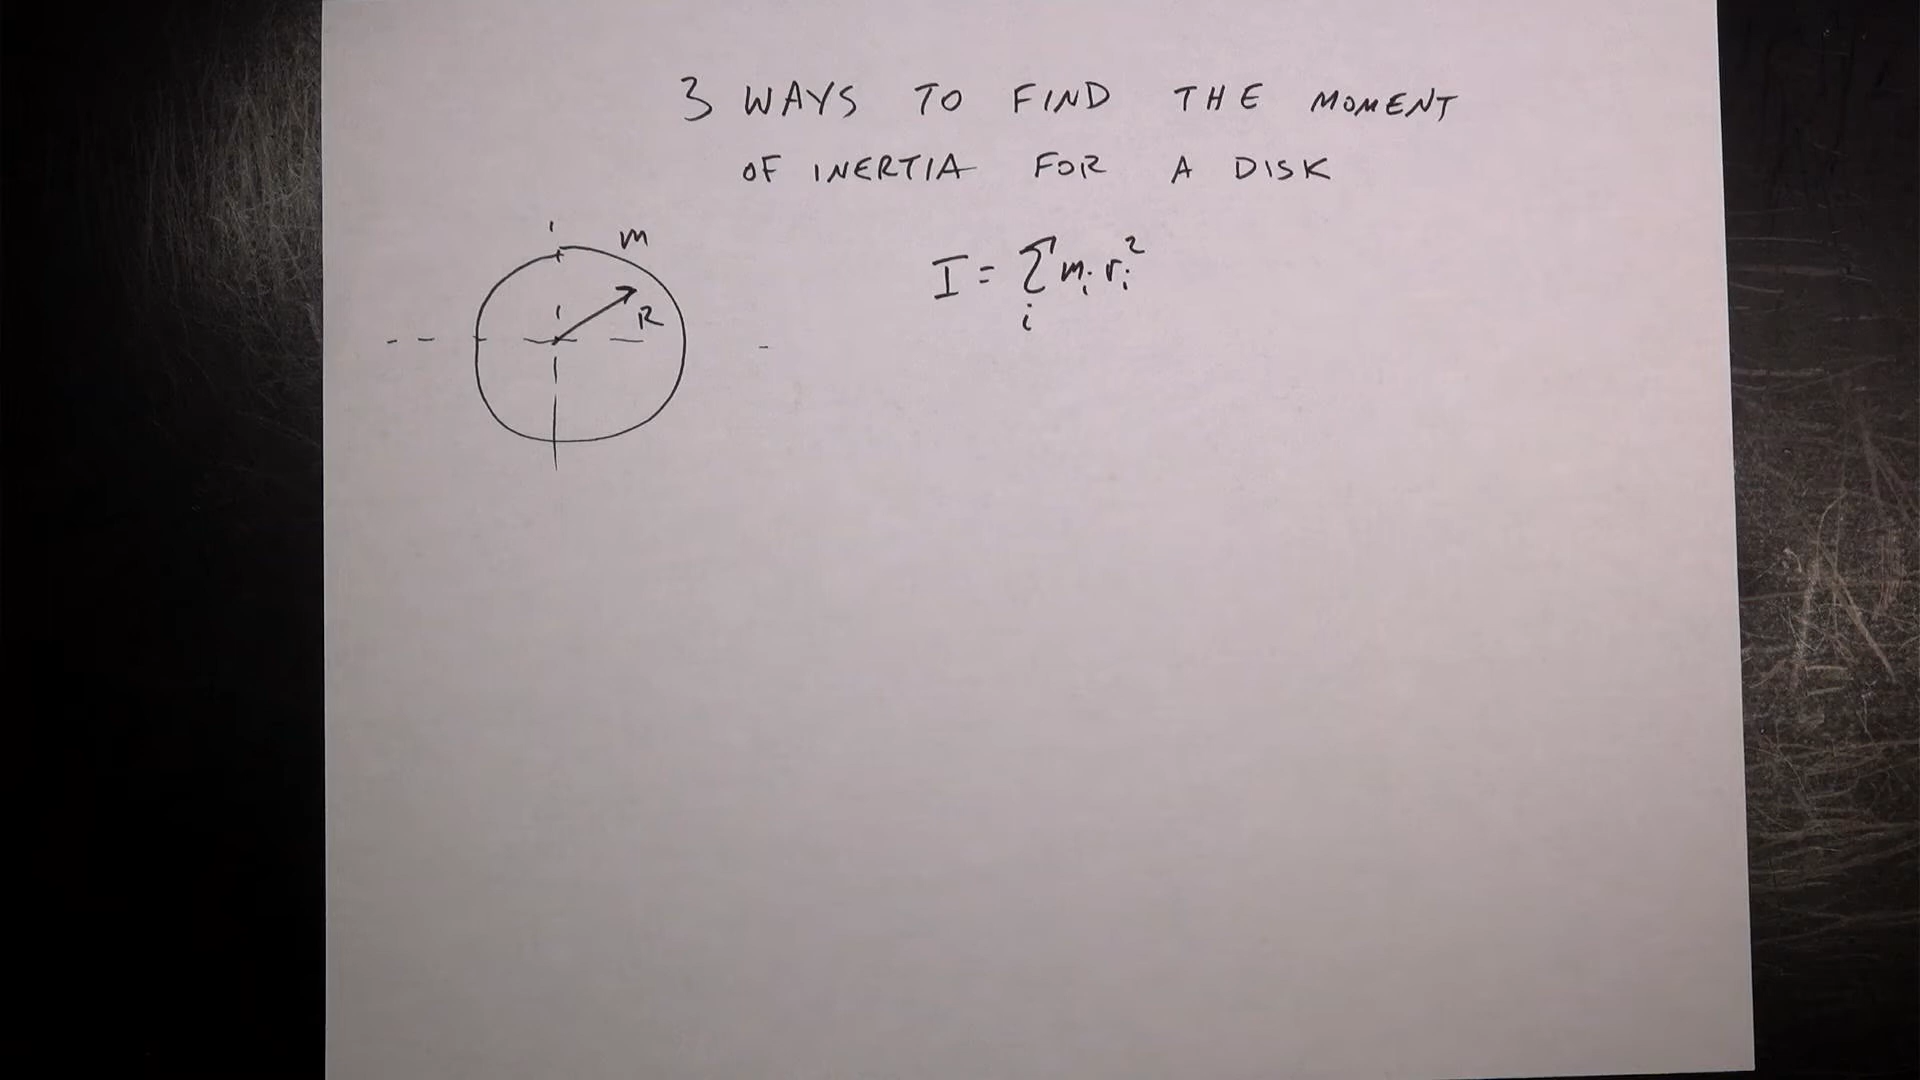 3 WAYS TO FIND THE MOMENT
OF INERTIA FOR A DISK
m
R
I = Σ mᵢ rᵢ²
i